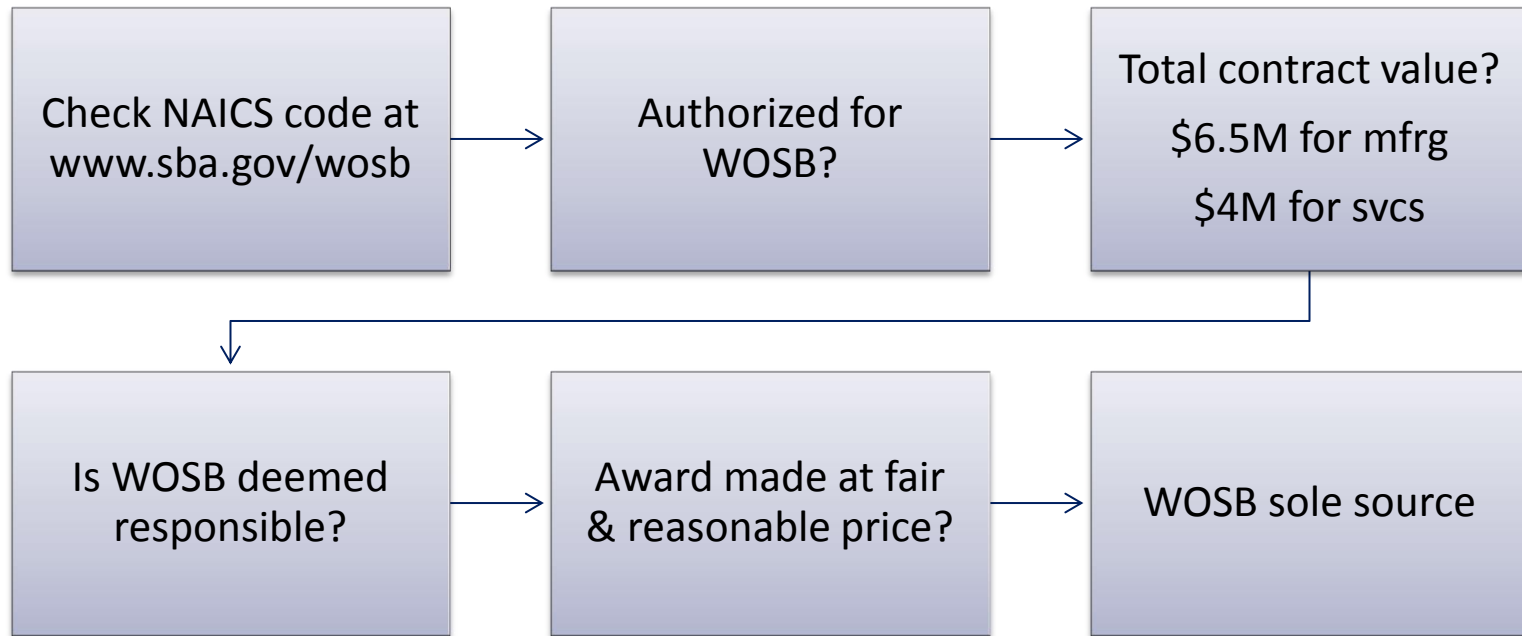 Check NAICS code at
www.sba.gov/wosb
Authorized for
WOSB?
Total contract value?
$6.5M for mfrg
$4M for svcs
Is WOSB deemed
responsible?
Award made at fair
& reasonable price?
WOSB sole source